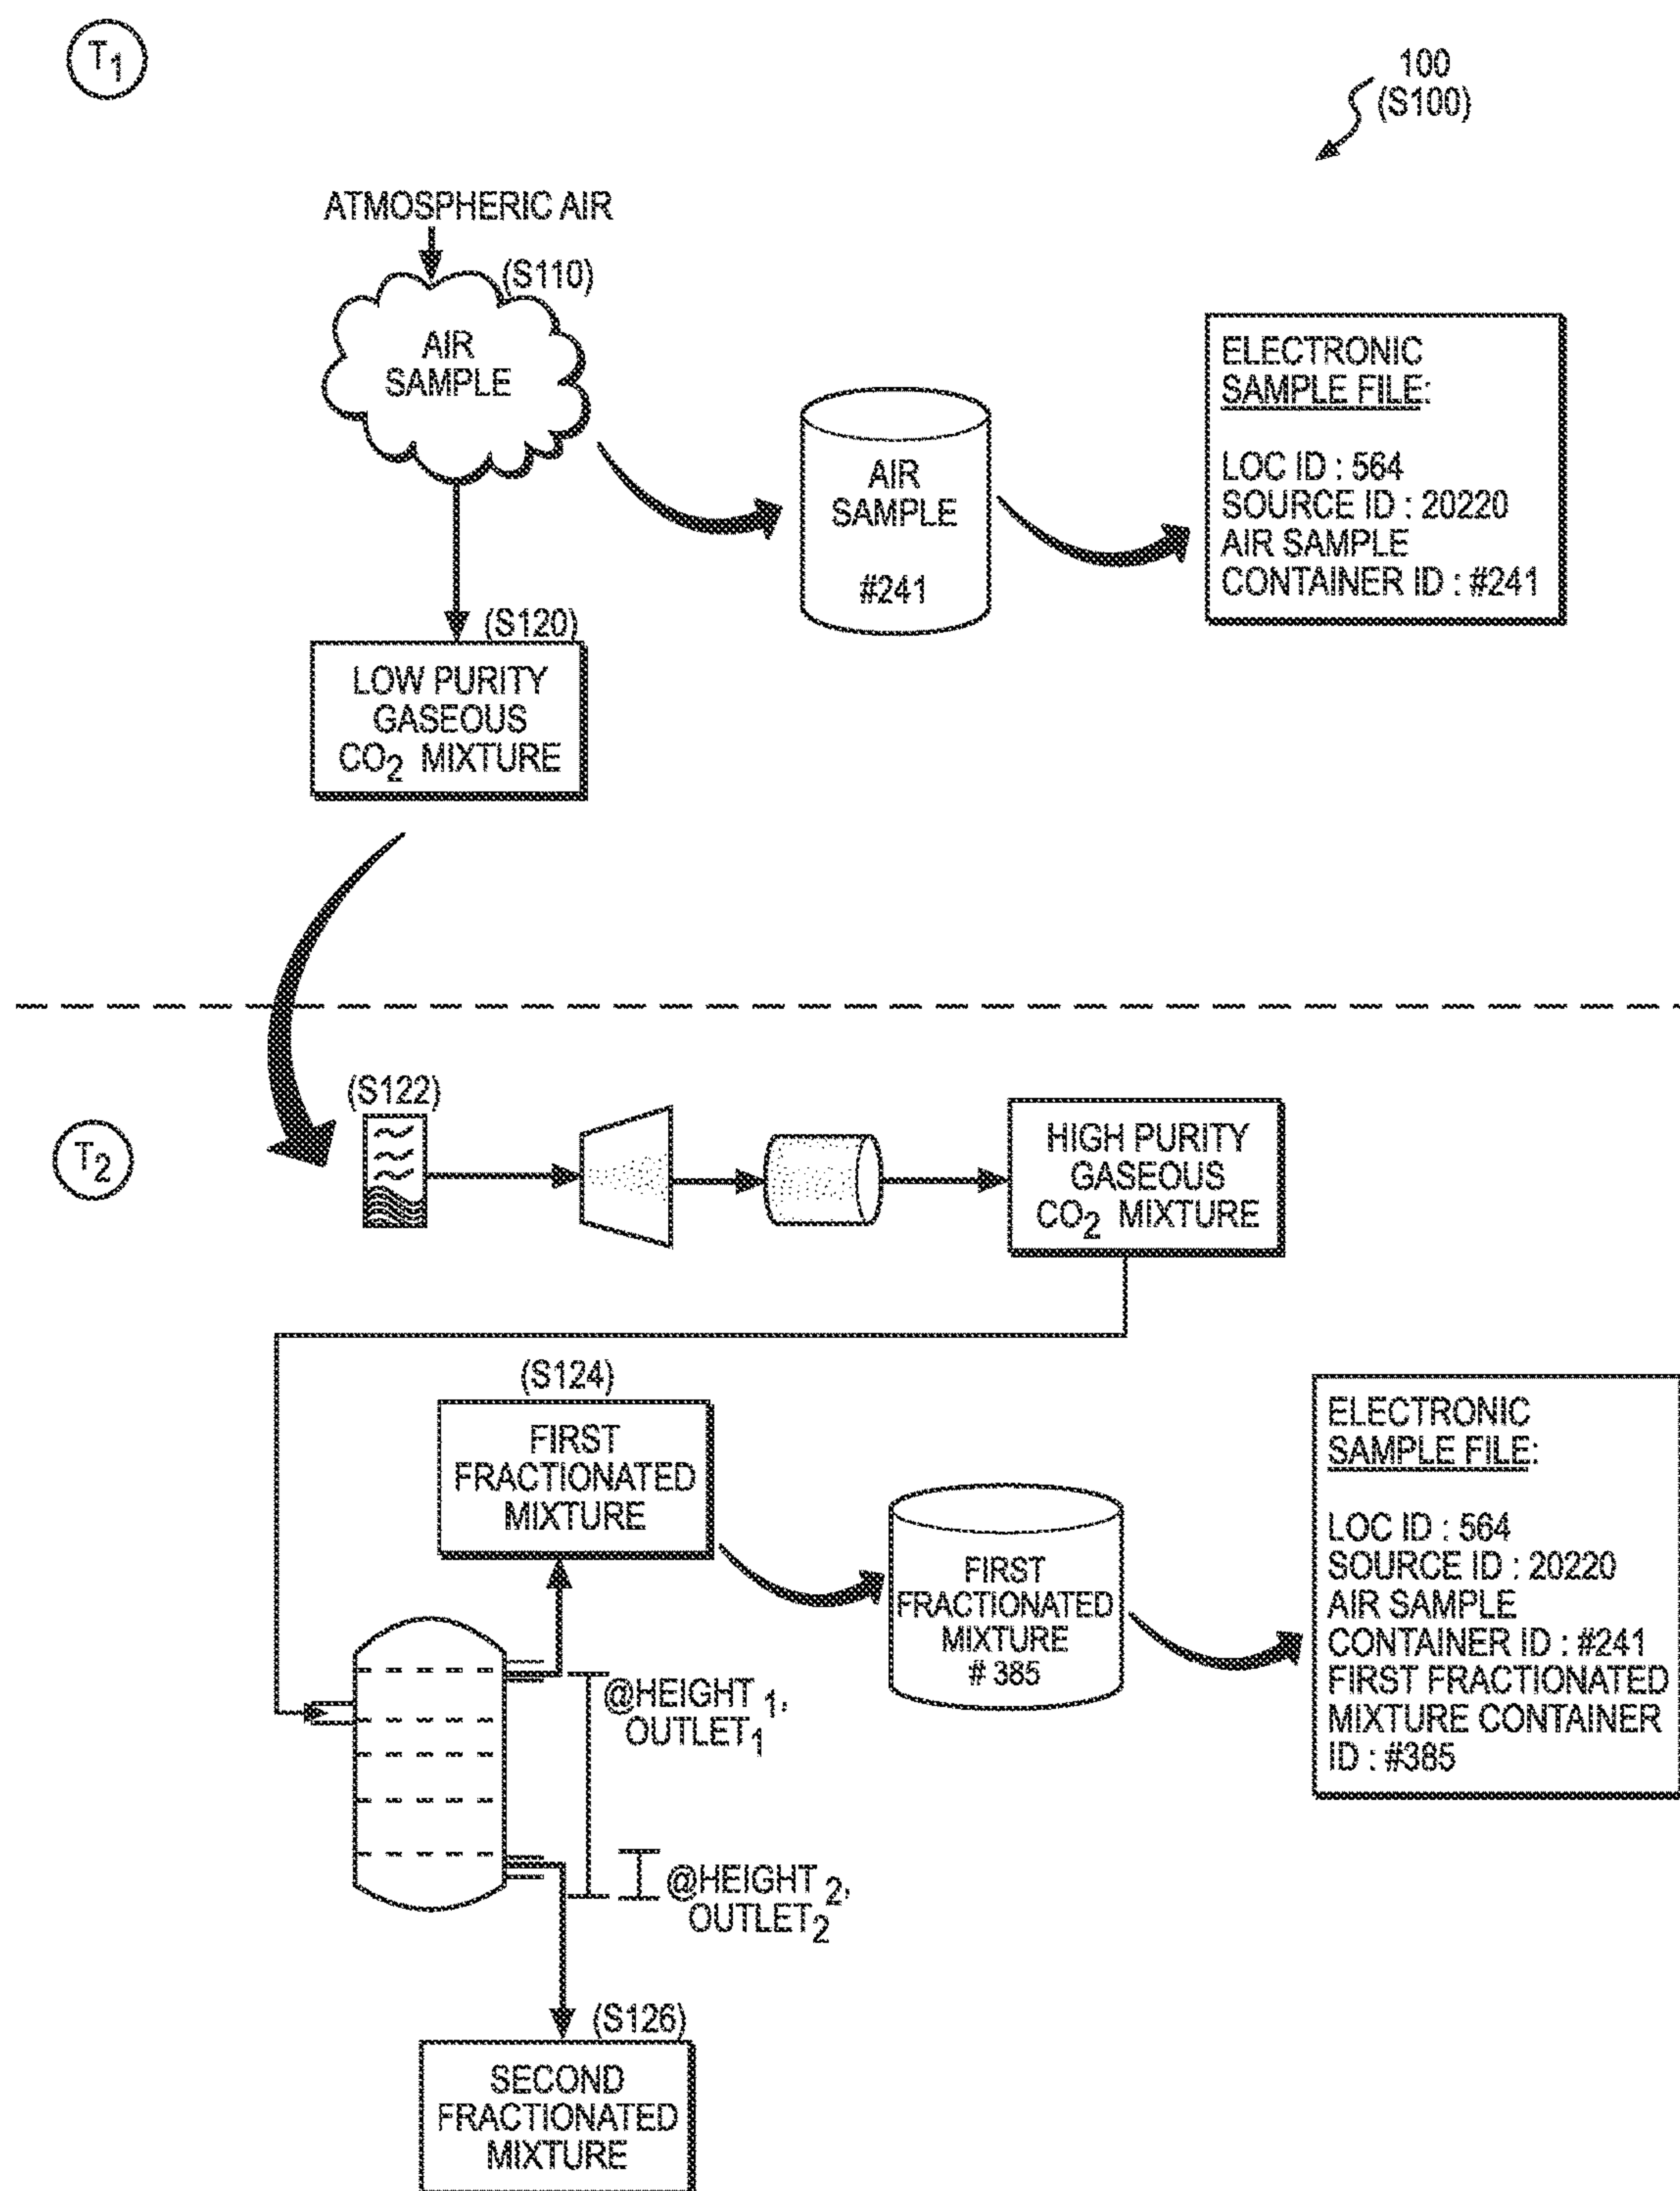 T1
100
(S100)
ATMOSPHERIC AIR
(S110)
AIR
SAMPLE
AIR
SAMPLE
#241
ELECTRONIC
SAMPLE FILE:
LOC ID : 564
SOURCE ID : 20220
AIR SAMPLE
CONTAINER ID : #241
(S120)
LOW PURITY
GASEOUS
CO2 MIXTURE
T2
(S122)
HIGH PURITY
GASEOUS
CO2 MIXTURE
(S124)
FIRST
FRACTIONATED
MIXTURE
FIRST
FRACTIONATED
MIXTURE
# 385
ELECTRONIC
SAMPLE FILE:
LOC ID : 564
SOURCE ID : 20220
AIR SAMPLE
CONTAINER ID : #241
FIRST FRACTIONATED
MIXTURE CONTAINER
ID : #385
@HEIGHT 1,
OUTLET1
@HEIGHT 2,
OUTLET2
(S126)
SECOND
FRACTIONATED
MIXTURE